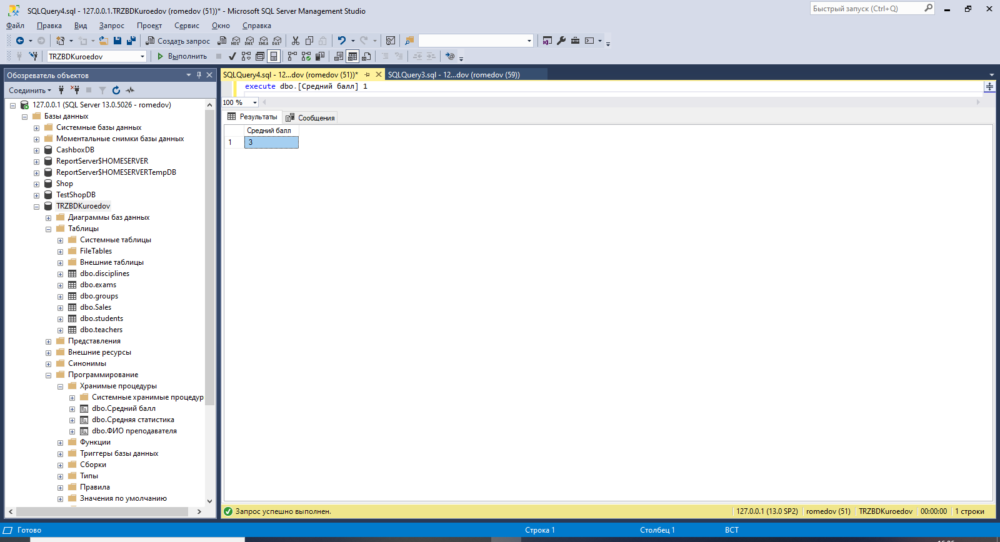 SQLQuery4.sql - 127.0.0.1.TRZBDKuroedov (romedov (51))* - Microsoft SQL Server Management Studio
Быстрый запуск (Ctrl+Q)
Файл Правка Вид Запрос Проект Сервис Окно Справка
Создать запрос MDX DMX XMLA DAX
TRZBDKuroedov Выполнить
Обозреватель объектов
SQLQuery4.sql - 12...dov (romedov (51))* SQLQuery3.sql - 12...dov (romedov (59))
execute dbo.[Средний балл] 1
100 %
Результаты Сообщения
Средний балл
1 3
Соединить
127.0.0.1 (SQL Server 13.0.5026 - romedov)
Базы данных
Системные базы данных
Моментальные снимки базы данных
CashboxDB
ReportServer$HOMESERVER
ReportServer$HOMESERVERTempDB
Shop
TestShopDB
TRZBDKuroedov
Диаграммы баз данных
Таблицы
Системные таблицы
FileTables
Внешние таблицы
dbo.disciplines
dbo.exams
dbo.groups
dbo.Sales
dbo.students
dbo.teachers
Представления
Внешние ресурсы
Синонимы
Программирование
Хранимые процедуры
Системные хранимые процедур
dbo.Средний балл
dbo.Средняя статистика
dbo.ФИО преподавателя
Функции
Триггеры базы данных
Сборки
Типы
Правила
Значения по умолчанию
Запрос успешно выполнен. 127.0.0.1 (13.0 SP2) romedov (51) TRZBDKuroedov 00:00:00 1 строки
Готово Строка 1 Столбец 1 ВСТ